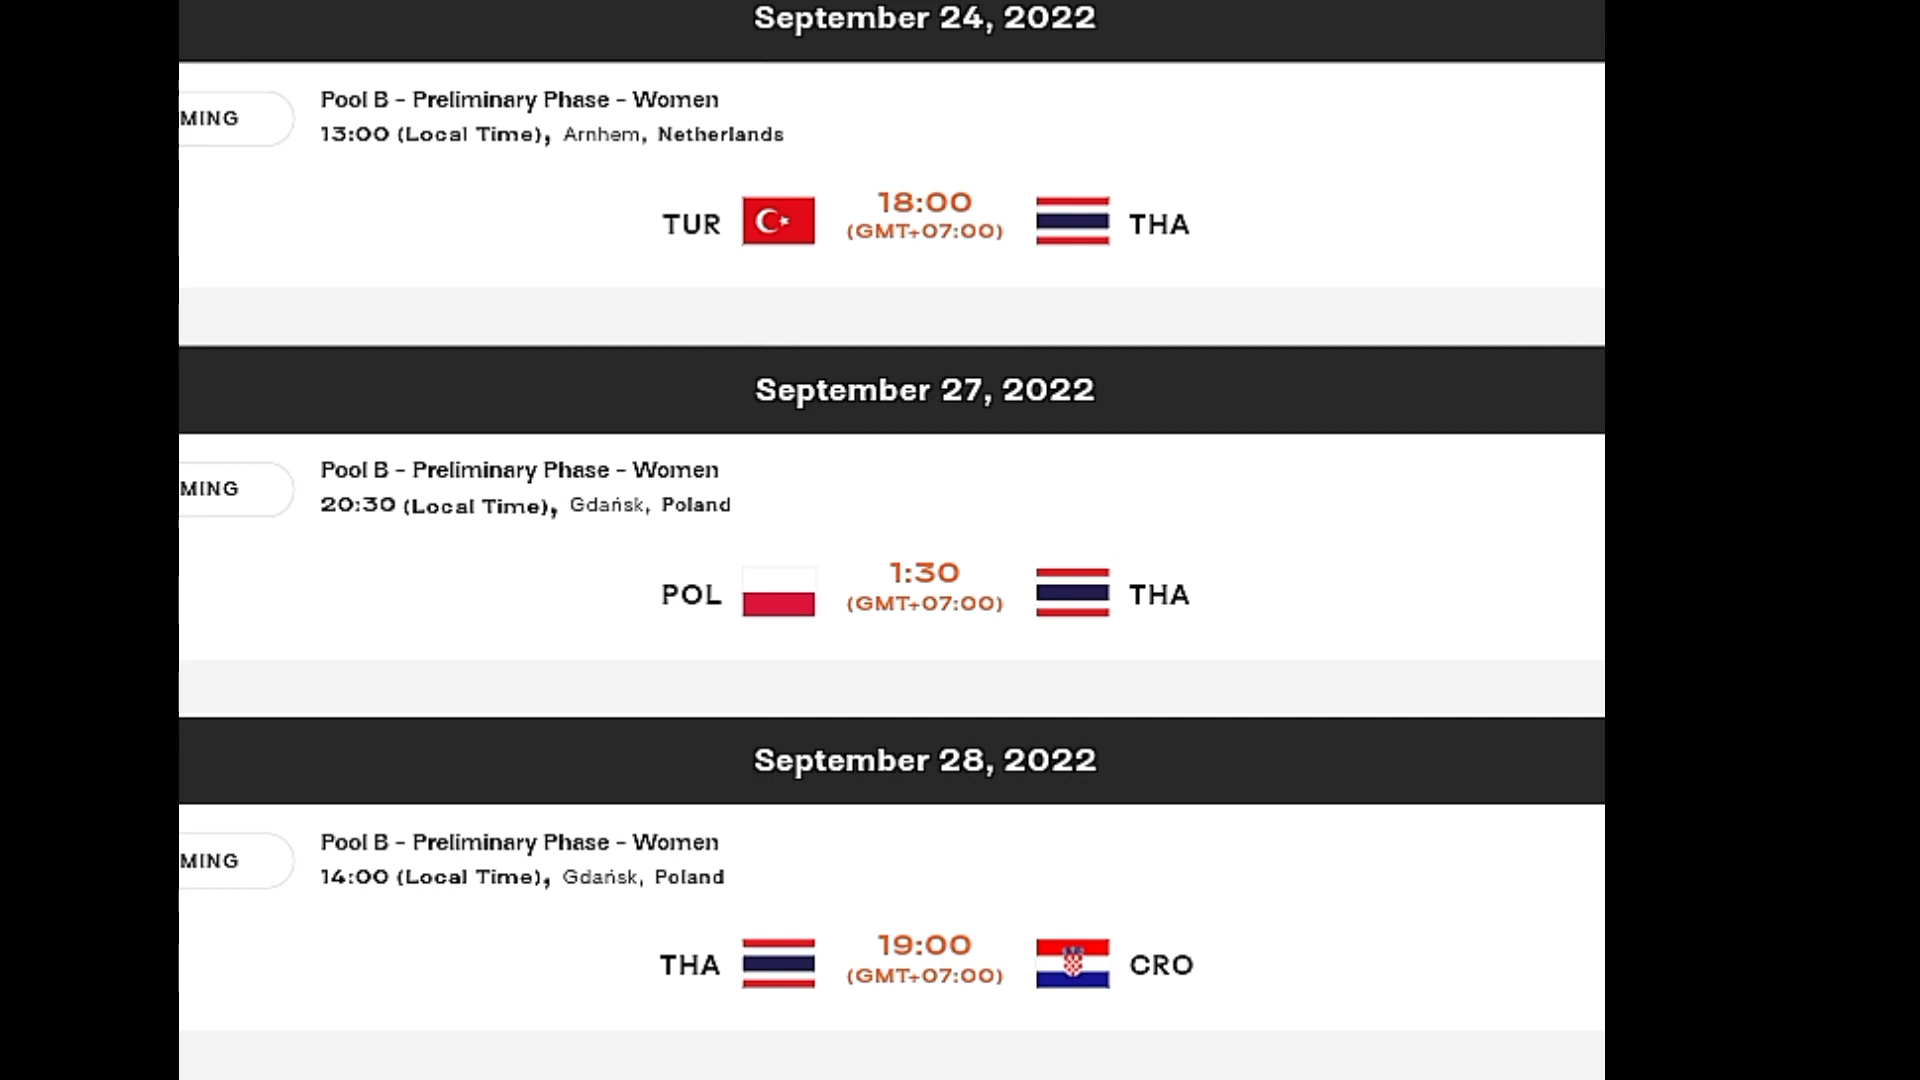 September 24, 2022
MING
Pool B - Preliminary Phase - Women
13:00 (Local Time), Arnhem, Netherlands
TUR 18:00 THA
(GMT+07:00)
September 27, 2022
MING
Pool B - Preliminary Phase - Women
20:30 (Local Time), Gdańsk, Poland
POL 1:30 THA
(GMT+07:00)
September 28, 2022
MING
Pool B - Preliminary Phase - Women
14:00 (Local Time), Gdańsk, Poland
THA 19:00 CRO
(GMT+07:00)